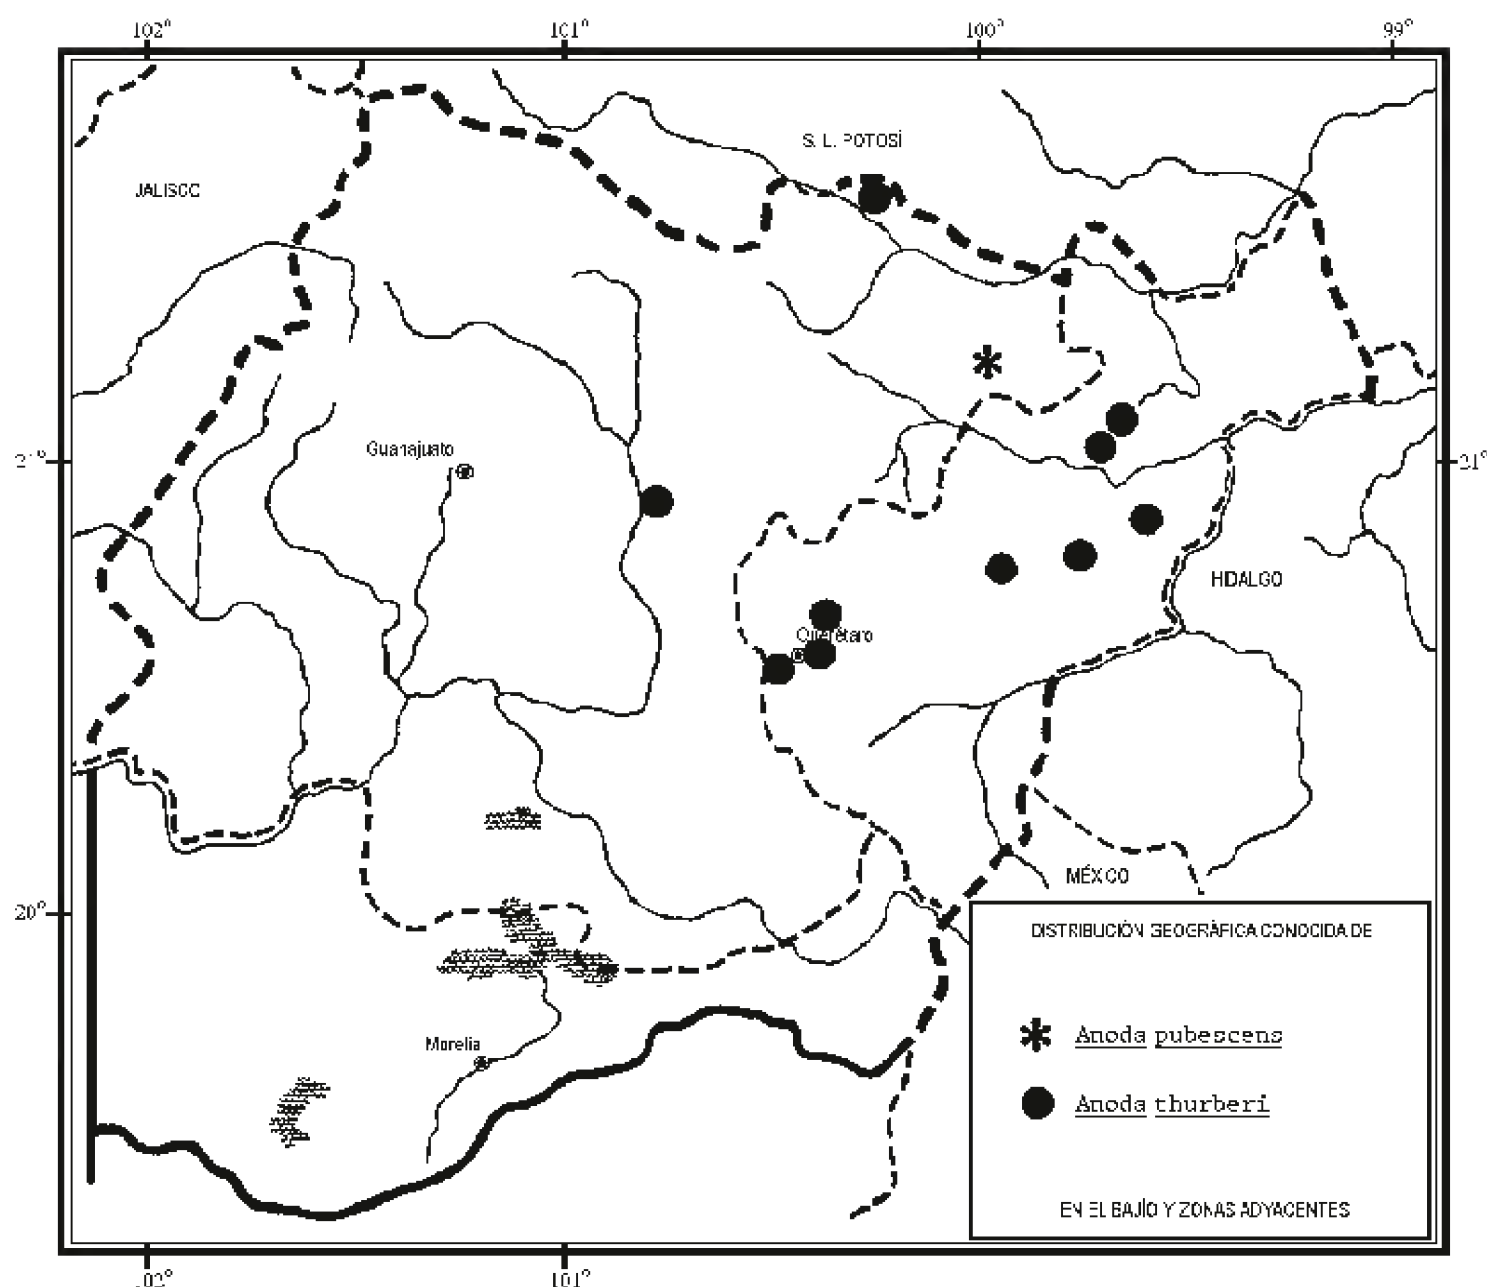 102° 101° 100° 99°
S. L. POTOSÍ
JALISCO
Guanajuato
21° 21°
HIDALGO
Querétaro
MÉXICO
20°
DISTRIBUCIÓN GEOGRÁFICA CONOCIDA DE
Anoda pubescens
Morelia
Anoda thurberi
EN EL BAJÍO Y ZONAS ADYACENTES
102° 101°